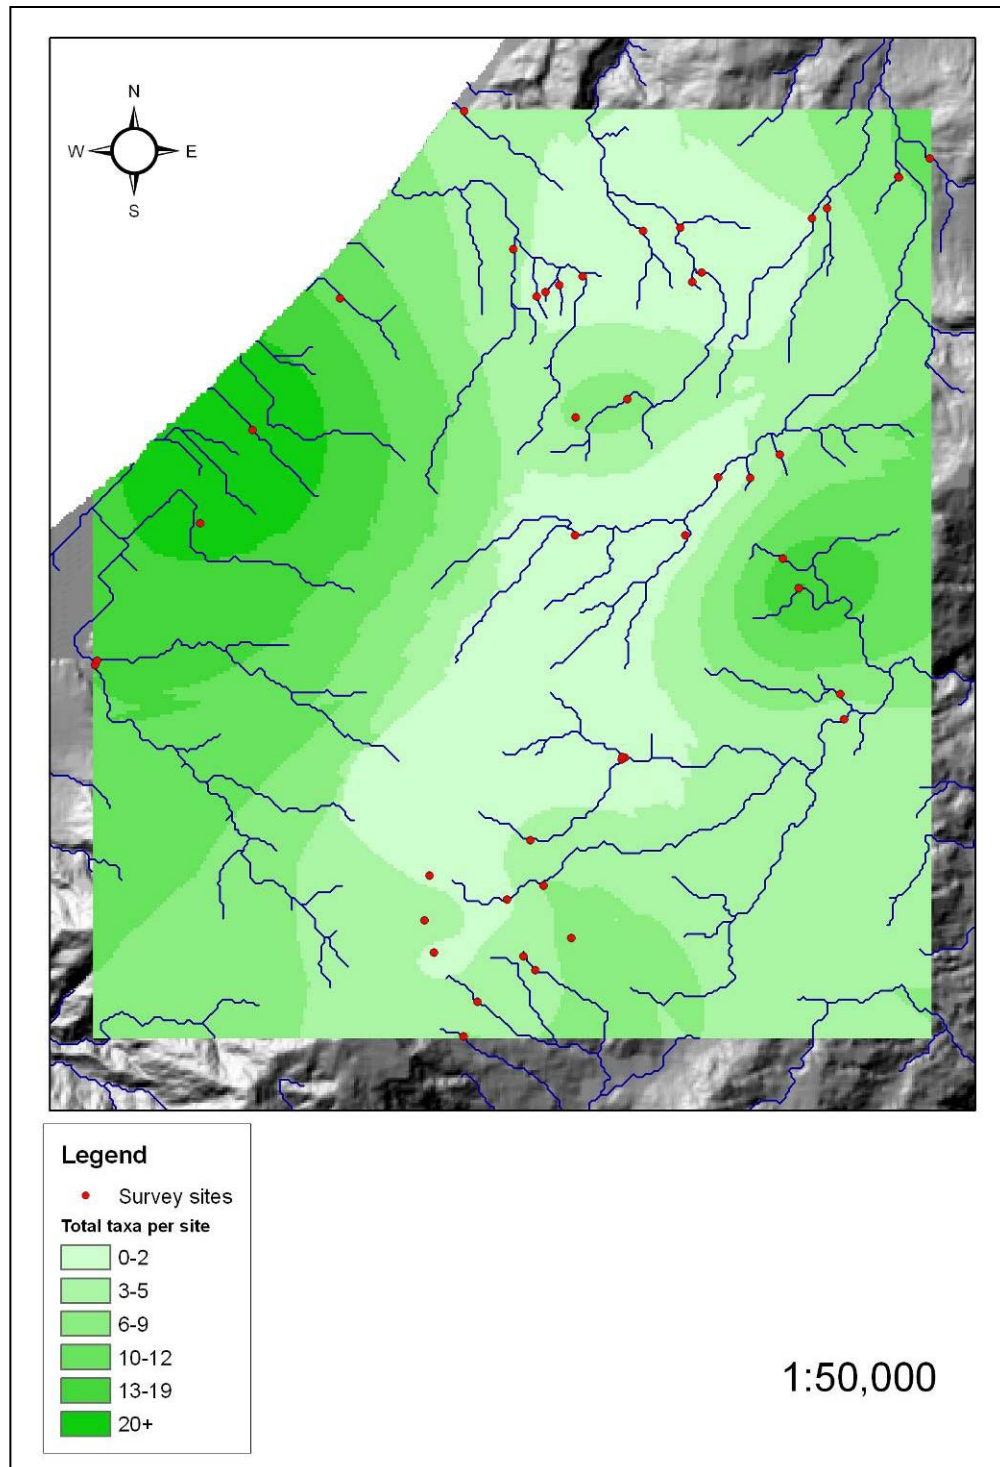 N
W E
S
Legend
Survey sites
Total taxa per site
0-2
3-5
6-9
10-12
13-19
20+
1:50,000